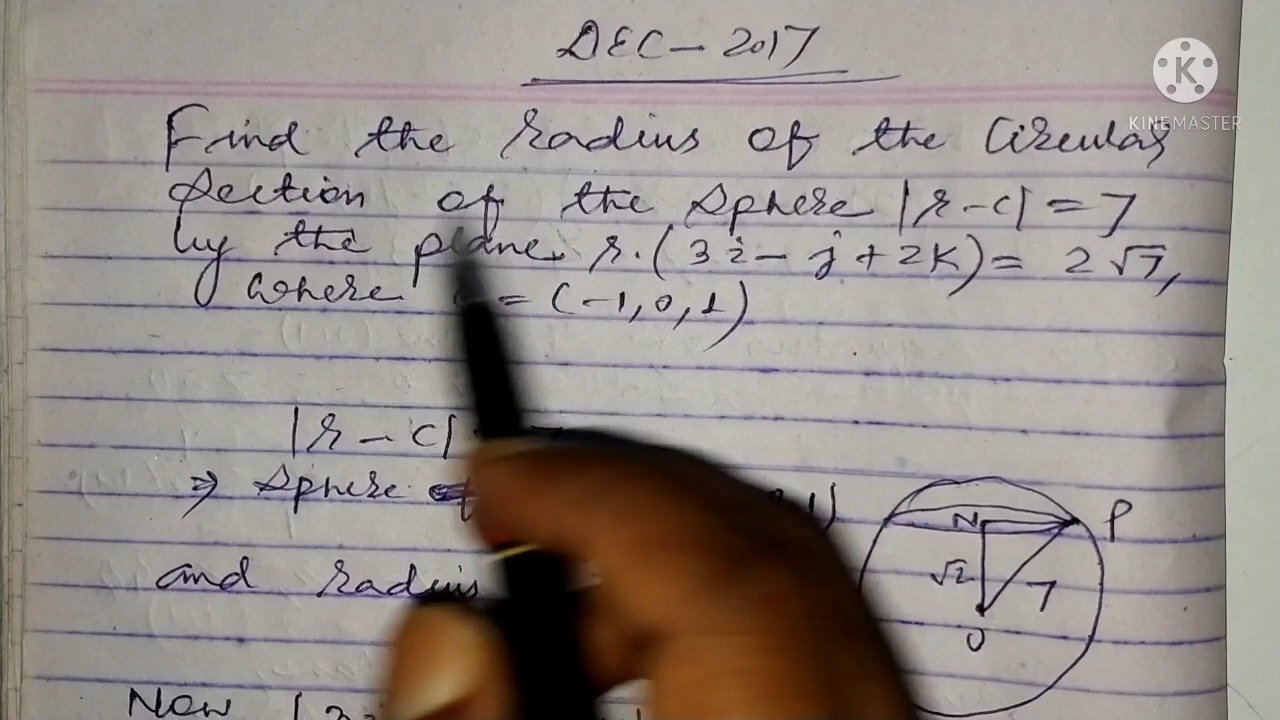 DEC - 2017
K
KINEMASTER
Find the radius of the Circular
Section of the Sphere |r-c| = 7
by the plane r.(3i - j + 2k) = 2√7,
where = (-1, 0, 1)
|r - c|
⇒ Sphere
and radius
N
P
√2
7
O
Now